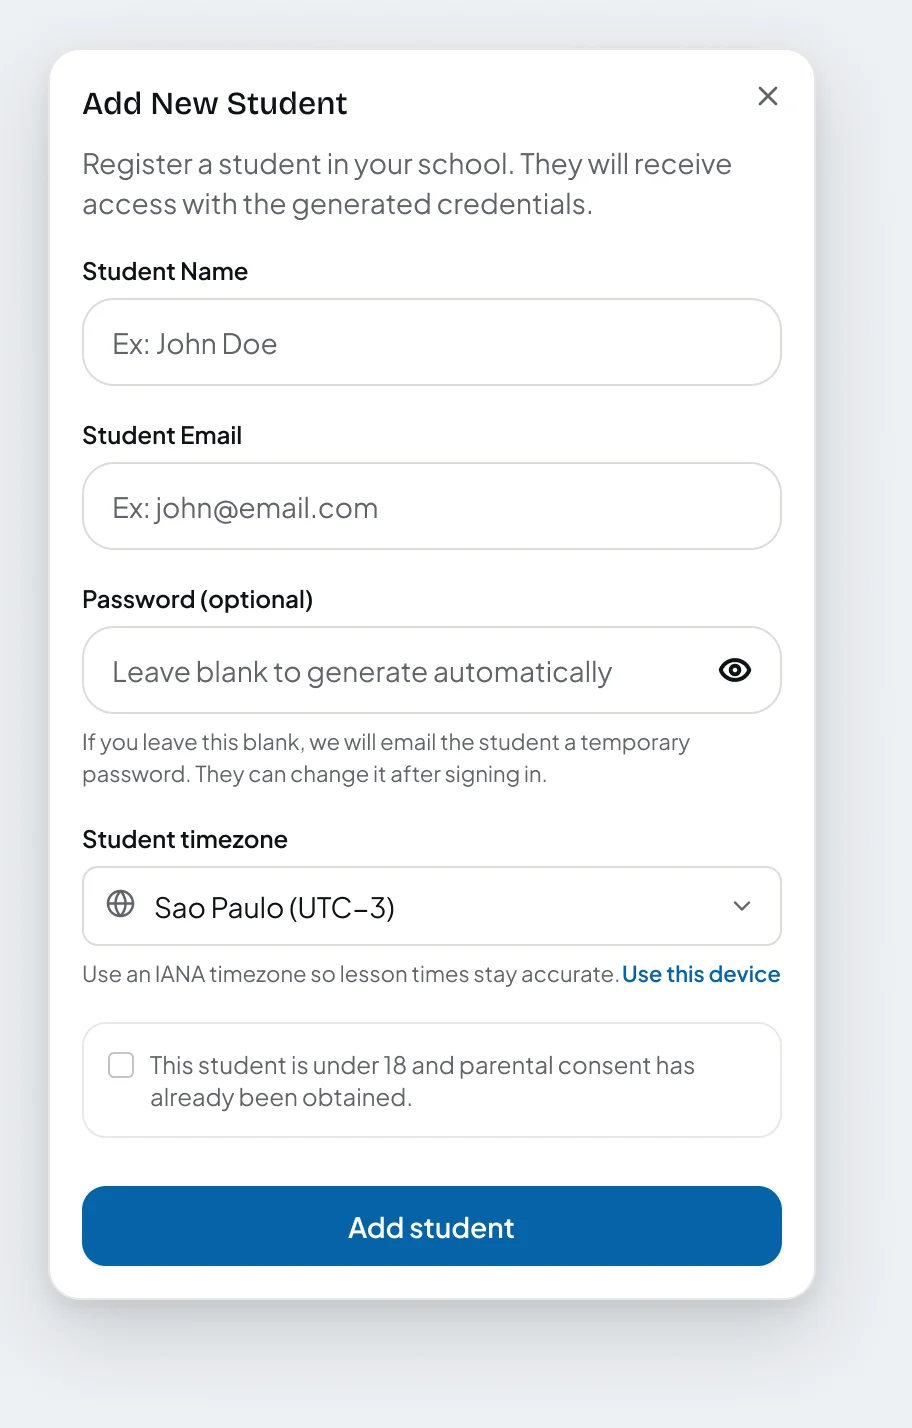 Add New Student
Register a student in your school. They will receive
access with the generated credentials.
Student Name
Ex: John Doe
Student Email
Ex: john@email.com
Password (optional)
Leave blank to generate automatically
If you leave this blank, we will email the student a temporary
password. They can change it after signing in.
Student timezone
Sao Paulo (UTC−3)
Use an IANA timezone so lesson times stay accurate. Use this device
This student is under 18 and parental consent has
already been obtained.
Add student